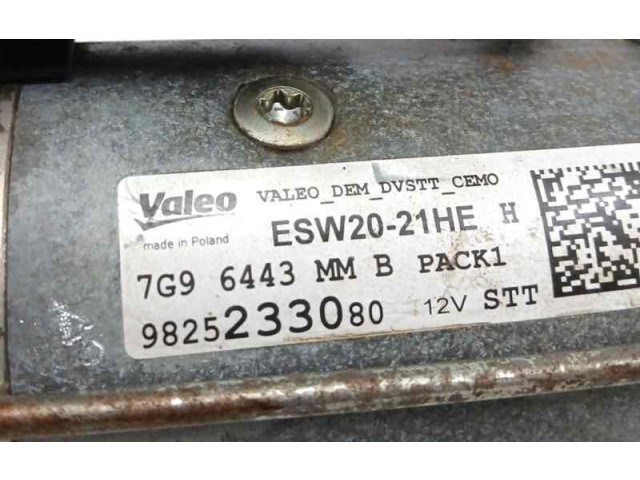 Valeo VALEO_DEM_DVSTT_CEMO
made in Poland ESW20-21HE H
7G9 6443 MM B PACK1
9825233080 12V STT